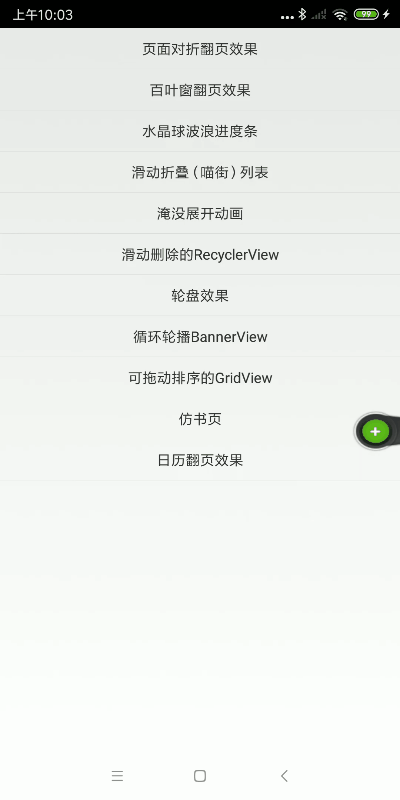 上午10:03
99
页面对折翻页效果
百叶窗翻页效果
水晶球波浪进度条
滑动折叠（喵街）列表
淹没展开动画
滑动删除的RecyclerView
轮盘效果
循环轮播BannerView
可拖动排序的GridView
仿书页
日历翻页效果